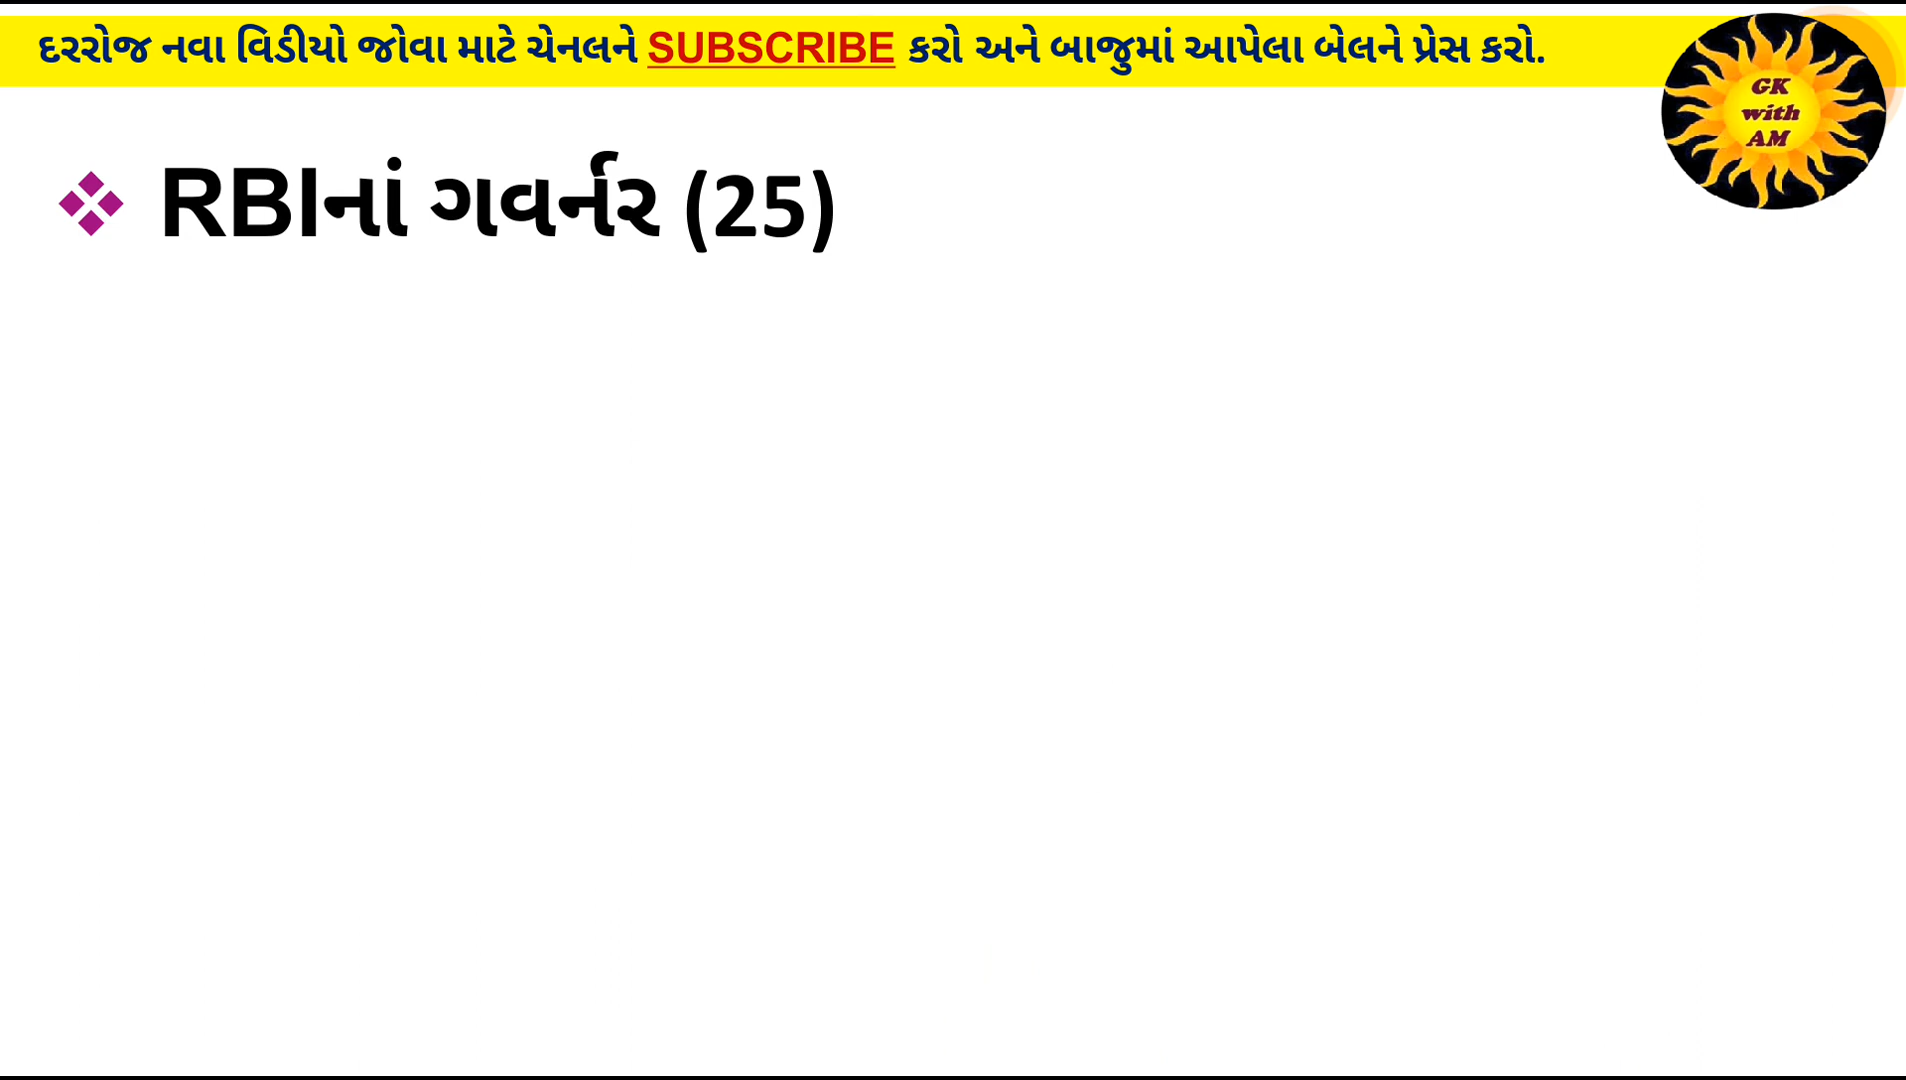 દરરોજ નવા વિડીયો જોવા માટે ચેનલને SUBSCRIBE કરો અને બાજુમાં આપેલા બેલને પ્રેસ કરો.
GK
with
AM
RBIનાં ગવર્નર (25)